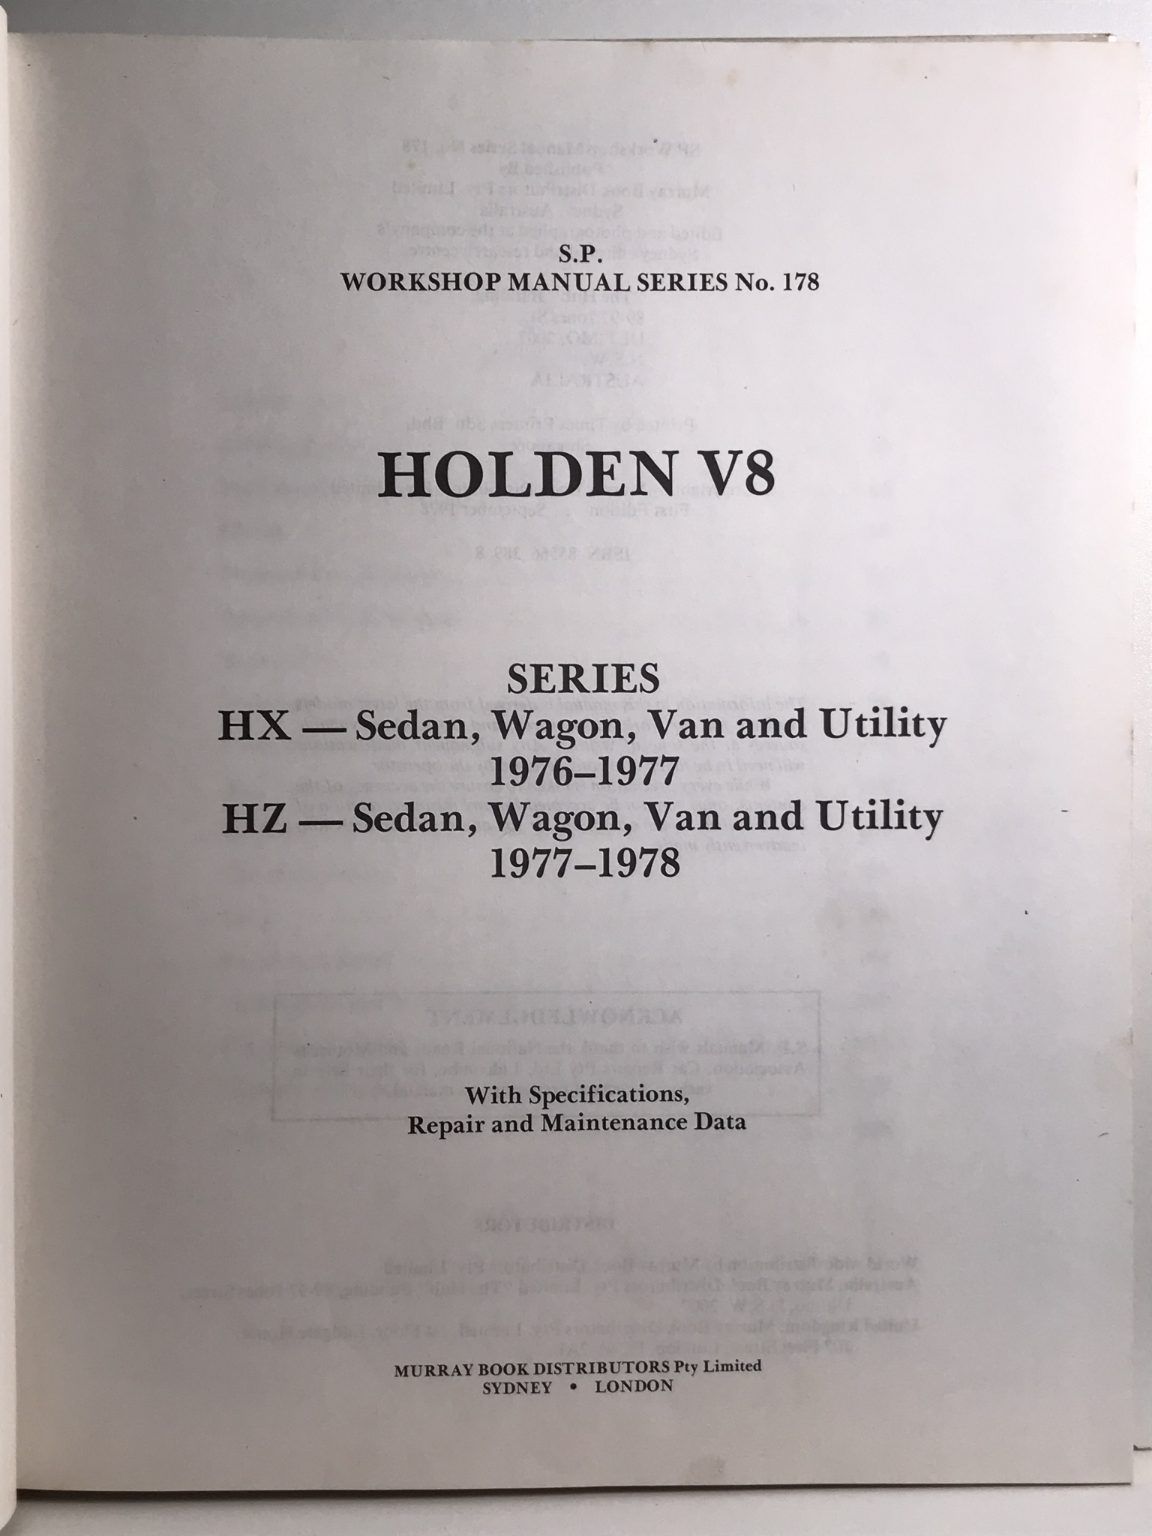 S.P.
WORKSHOP MANUAL SERIES No. 178
HOLDEN V8
SERIES
HX — Sedan, Wagon, Van and Utility
1976–1977
HZ — Sedan, Wagon, Van and Utility
1977–1978
With Specifications,
Repair and Maintenance Data
MURRAY BOOK DISTRIBUTORS Pty Limited
SYDNEY • LONDON